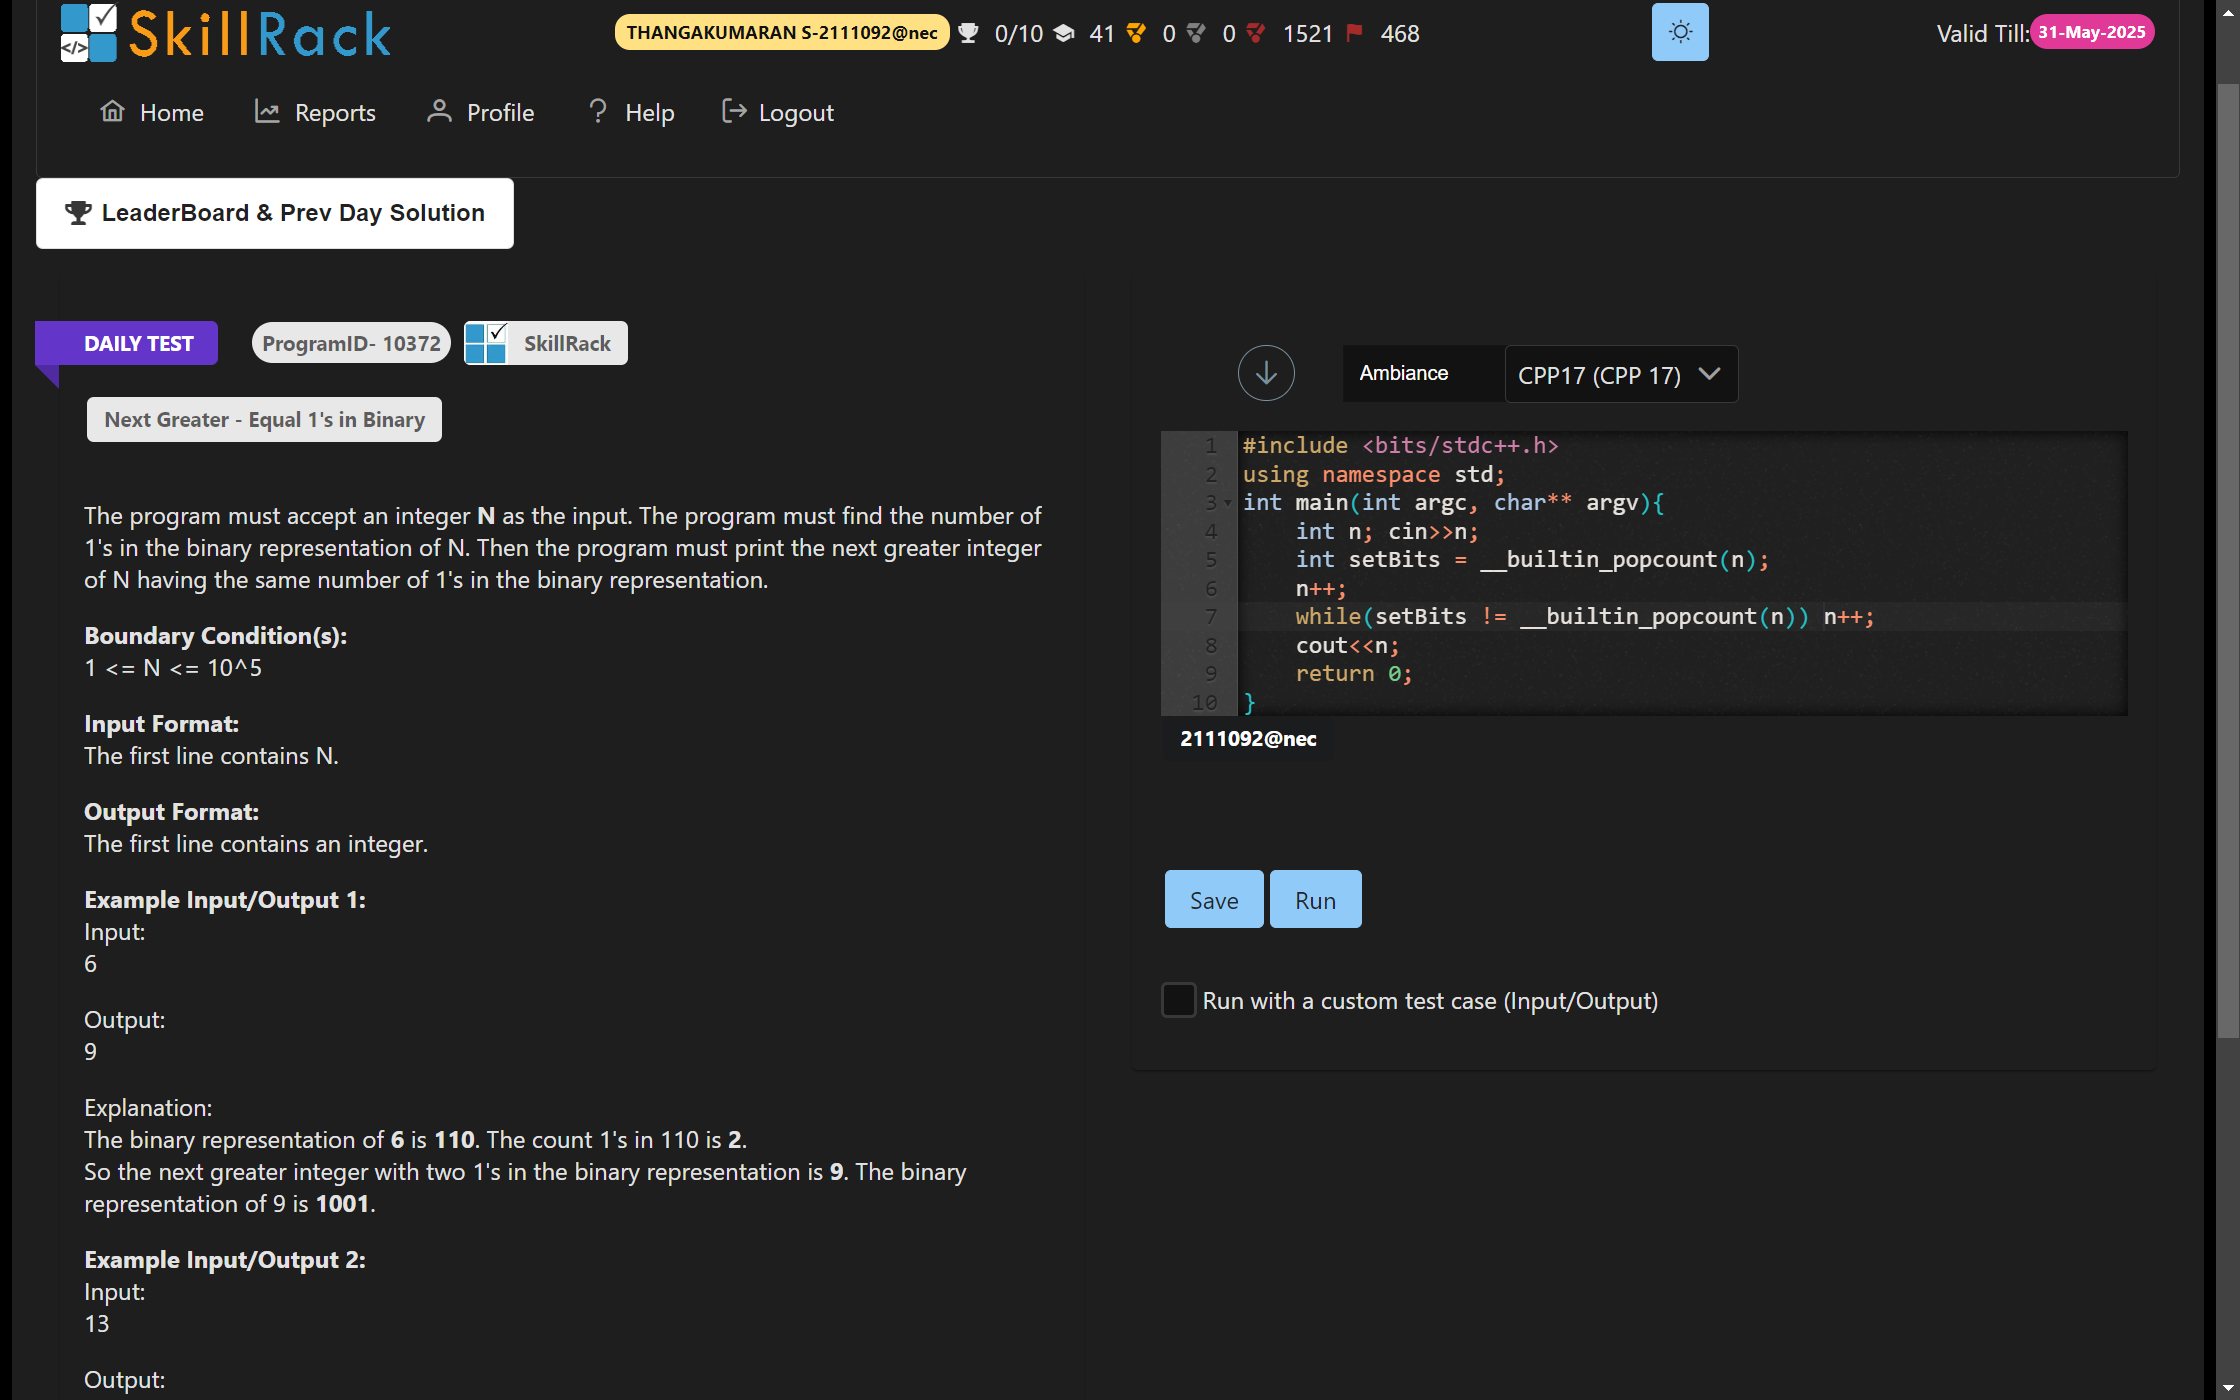 SkillRack
THANGAKUMARAN S-2111092@nec 0/10 41 0 0 1521 468
Valid Till: 31-May-2025
Home Reports Profile Help Logout
LeaderBoard & Prev Day Solution
DAILY TEST ProgramID- 10372 SkillRack
Next Greater - Equal 1's in Binary
The program must accept an integer N as the input. The program must find the number of
1's in the binary representation of N. Then the program must print the next greater integer
of N having the same number of 1's in the binary representation.
Boundary Condition(s):
1 <= N <= 10^5
Input Format:
The first line contains N.
Output Format:
The first line contains an integer.
Example Input/Output 1:
Input:
6
Output:
9
Explanation:
The binary representation of 6 is 110. The count 1's in 110 is 2.
So the next greater integer with two 1's in the binary representation is 9. The binary
representation of 9 is 1001.
Example Input/Output 2:
Input:
13
Output:
Ambiance CPP17 (CPP 17)
1 #include <bits/stdc++.h>
2 using namespace std;
3 int main(int argc, char** argv){
4 int n; cin>>n;
5 int setBits = __builtin_popcount(n);
6 n++;
7 while(setBits != __builtin_popcount(n)) n++;
8 cout<<n;
9 return 0;
10 }
2111092@nec
Save Run
Run with a custom test case (Input/Output)